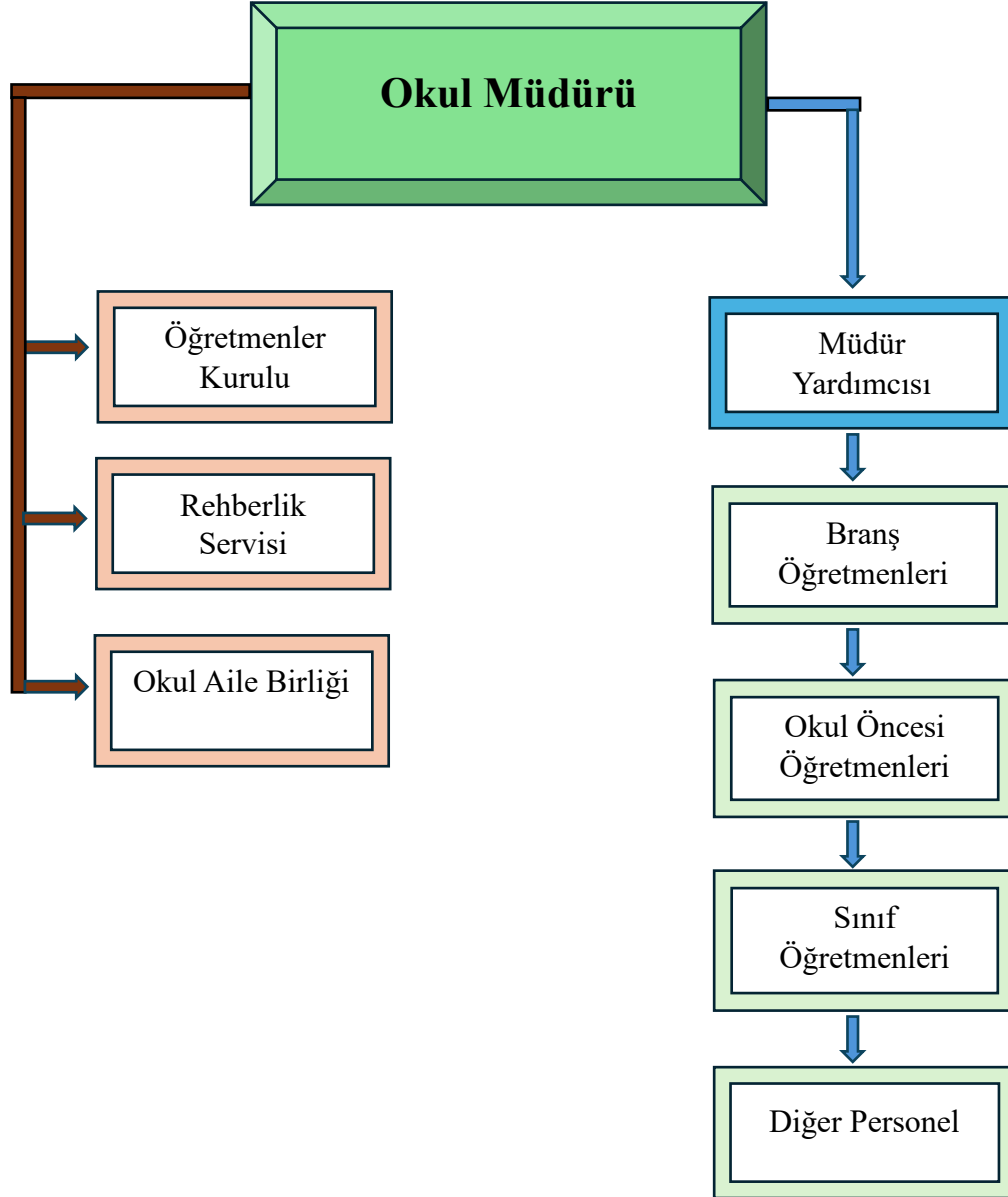 Okul Müdürü
Öğretmenler
Kurulu
Rehberlik
Servisi
Okul Aile Birliği
Müdür
Yardımcısı
Branş
Öğretmenleri
Okul Öncesi
Öğretmenleri
Sınıf
Öğretmenleri
Diğer Personel